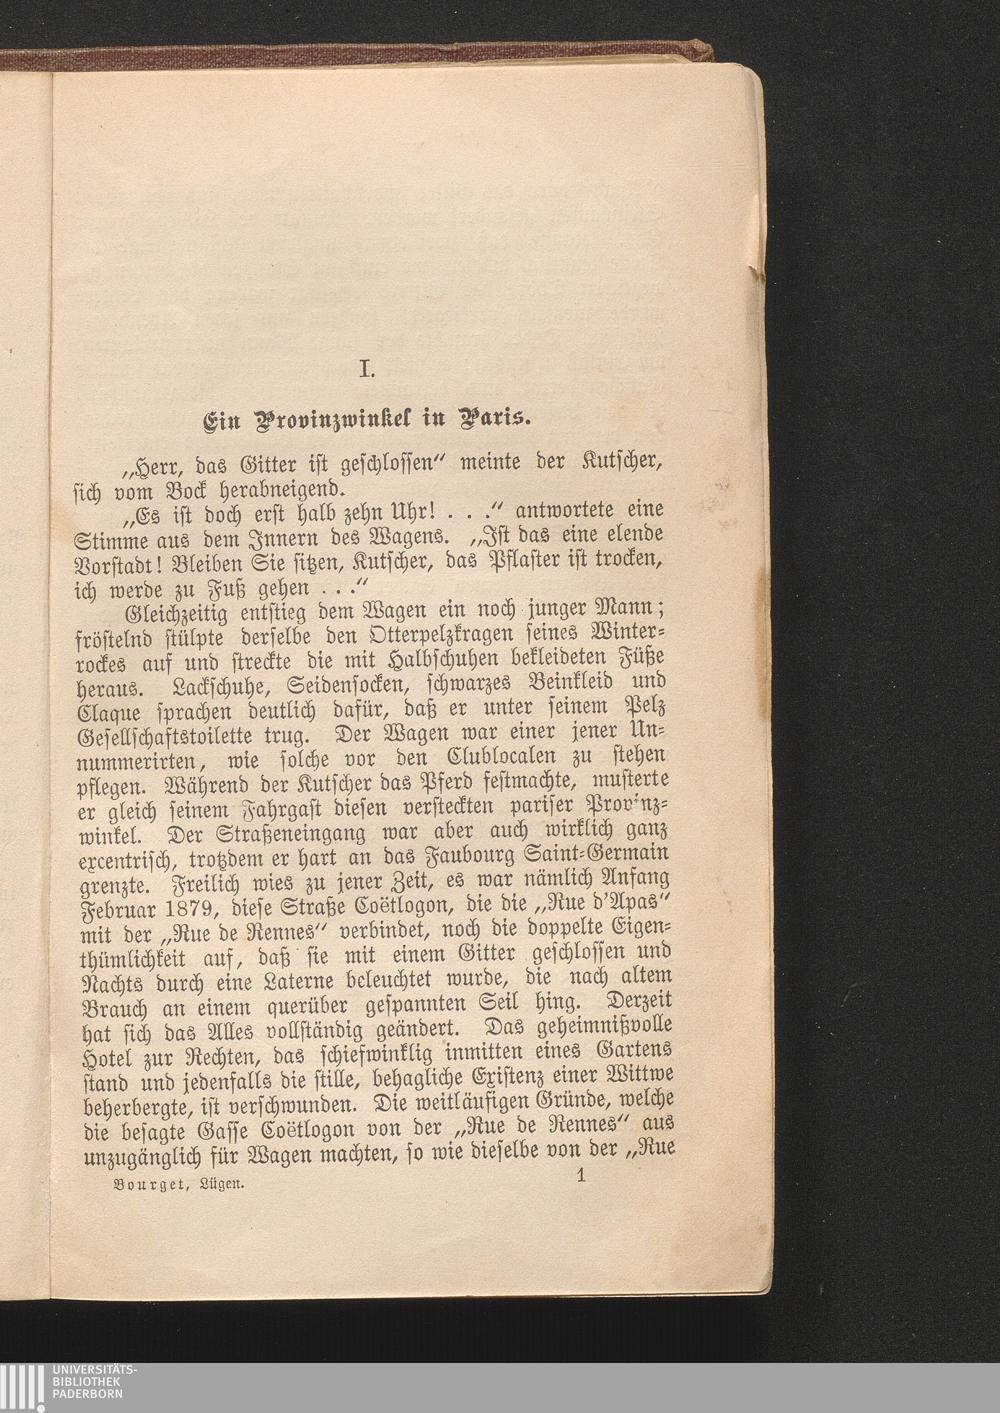 I.
Ein Provinzwinkel in Paris.
„Herr, das Gitter ist geschlossen“ meinte der Kutscher,
sich vom Bock herabneigend.
„Es ist doch erst halb zehn Uhr! . . .“ antwortete eine
Stimme aus dem Innern des Wagens. „Ist das eine elende
Vorstadt! Bleiben Sie sitzen, Kutscher, das Pflaster ist trocken,
ich werde zu Fuß gehen . . .“
Gleichzeitig entstieg dem Wagen ein noch junger Mann;
fröstelnd stülpte derselbe den Otterpelzkragen seines Winter-
rockes auf und streckte die mit Halbschuhen bekleideten Füße
heraus. Lackschuhe, Seidensocken, schwarzes Beinkleid und
Claque sprachen deutlich dafür, daß er unter seinem Pelz
Gesellschaftstoilette trug. Der Wagen war einer jener Un-
nummerirten, wie solche vor den Clublocalen zu stehen
pflegen. Während der Kutscher das Pferd festmachte, musterte
er gleich seinem Fahrgast diesen versteckten pariser Provinz-
winkel. Der Straßeneingang war aber auch wirklich ganz
excentrisch, trotzdem er hart an das Faubourg Saint-Germain
grenzte. Freilich wies zu jener Zeit, es war nämlich Anfang
Februar 1879, diese Straße Coëtlogon, die die „Rue d'Apas“
mit der „Rue de Rennes“ verbindet, noch die doppelte Eigen-
thümlichkeit auf, daß sie mit einem Gitter geschlossen und
Nachts durch eine Laterne beleuchtet wurde, die nach altem
Brauch an einem querüber gespannten Seil hing. Derzeit
hat sich das Alles vollständig geändert. Das geheimnißvolle
Hotel zur Rechten, das schiefwinklig inmitten eines Gartens
stand und jedenfalls die stille, behagliche Existenz einer Wittwe
beherbergte, ist verschwunden. Die weitläufigen Gründe, welche
die besagte Gasse Coëtlogon von der „Rue de Rennes“ aus
unzugänglich für Wagen machten, so wie dieselbe von der „Rue
Bourget, Lügen. 1
UNIVERSITÄTS-
BIBLIOTHEK
PADERBORN